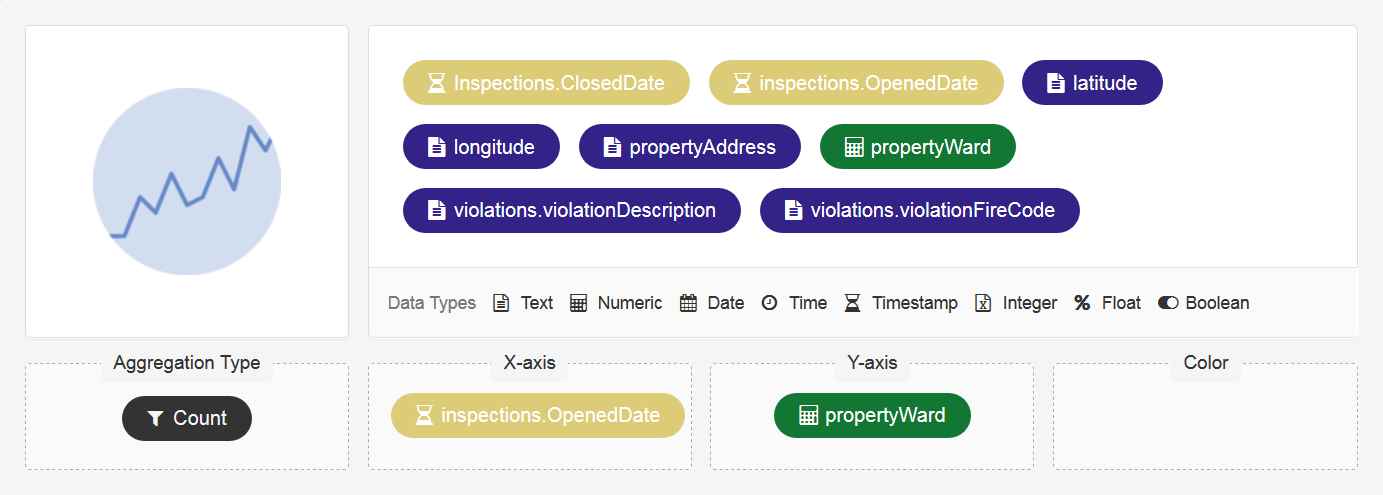 Inspections.ClosedDate inspections.OpenedDate latitude
longitude propertyAddress propertyWard
violations.violationDescription violations.violationFireCode
Data Types Text Numeric Date Time Timestamp Integer Float Boolean
Aggregation Type X-axis Y-axis Color
Count inspections.OpenedDate propertyWard